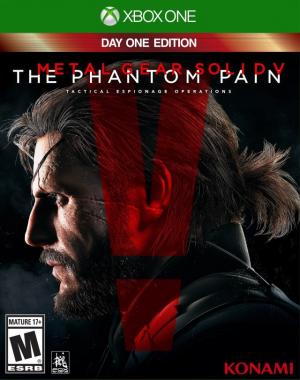 XBOX ONE
DAY ONE EDITION
METAL GEAR SOLID V
THE PHANTOM PAIN
TACTICAL ESPIONAGE OPERATIONS
MATURE 17+
M
ESRB
KONAMI